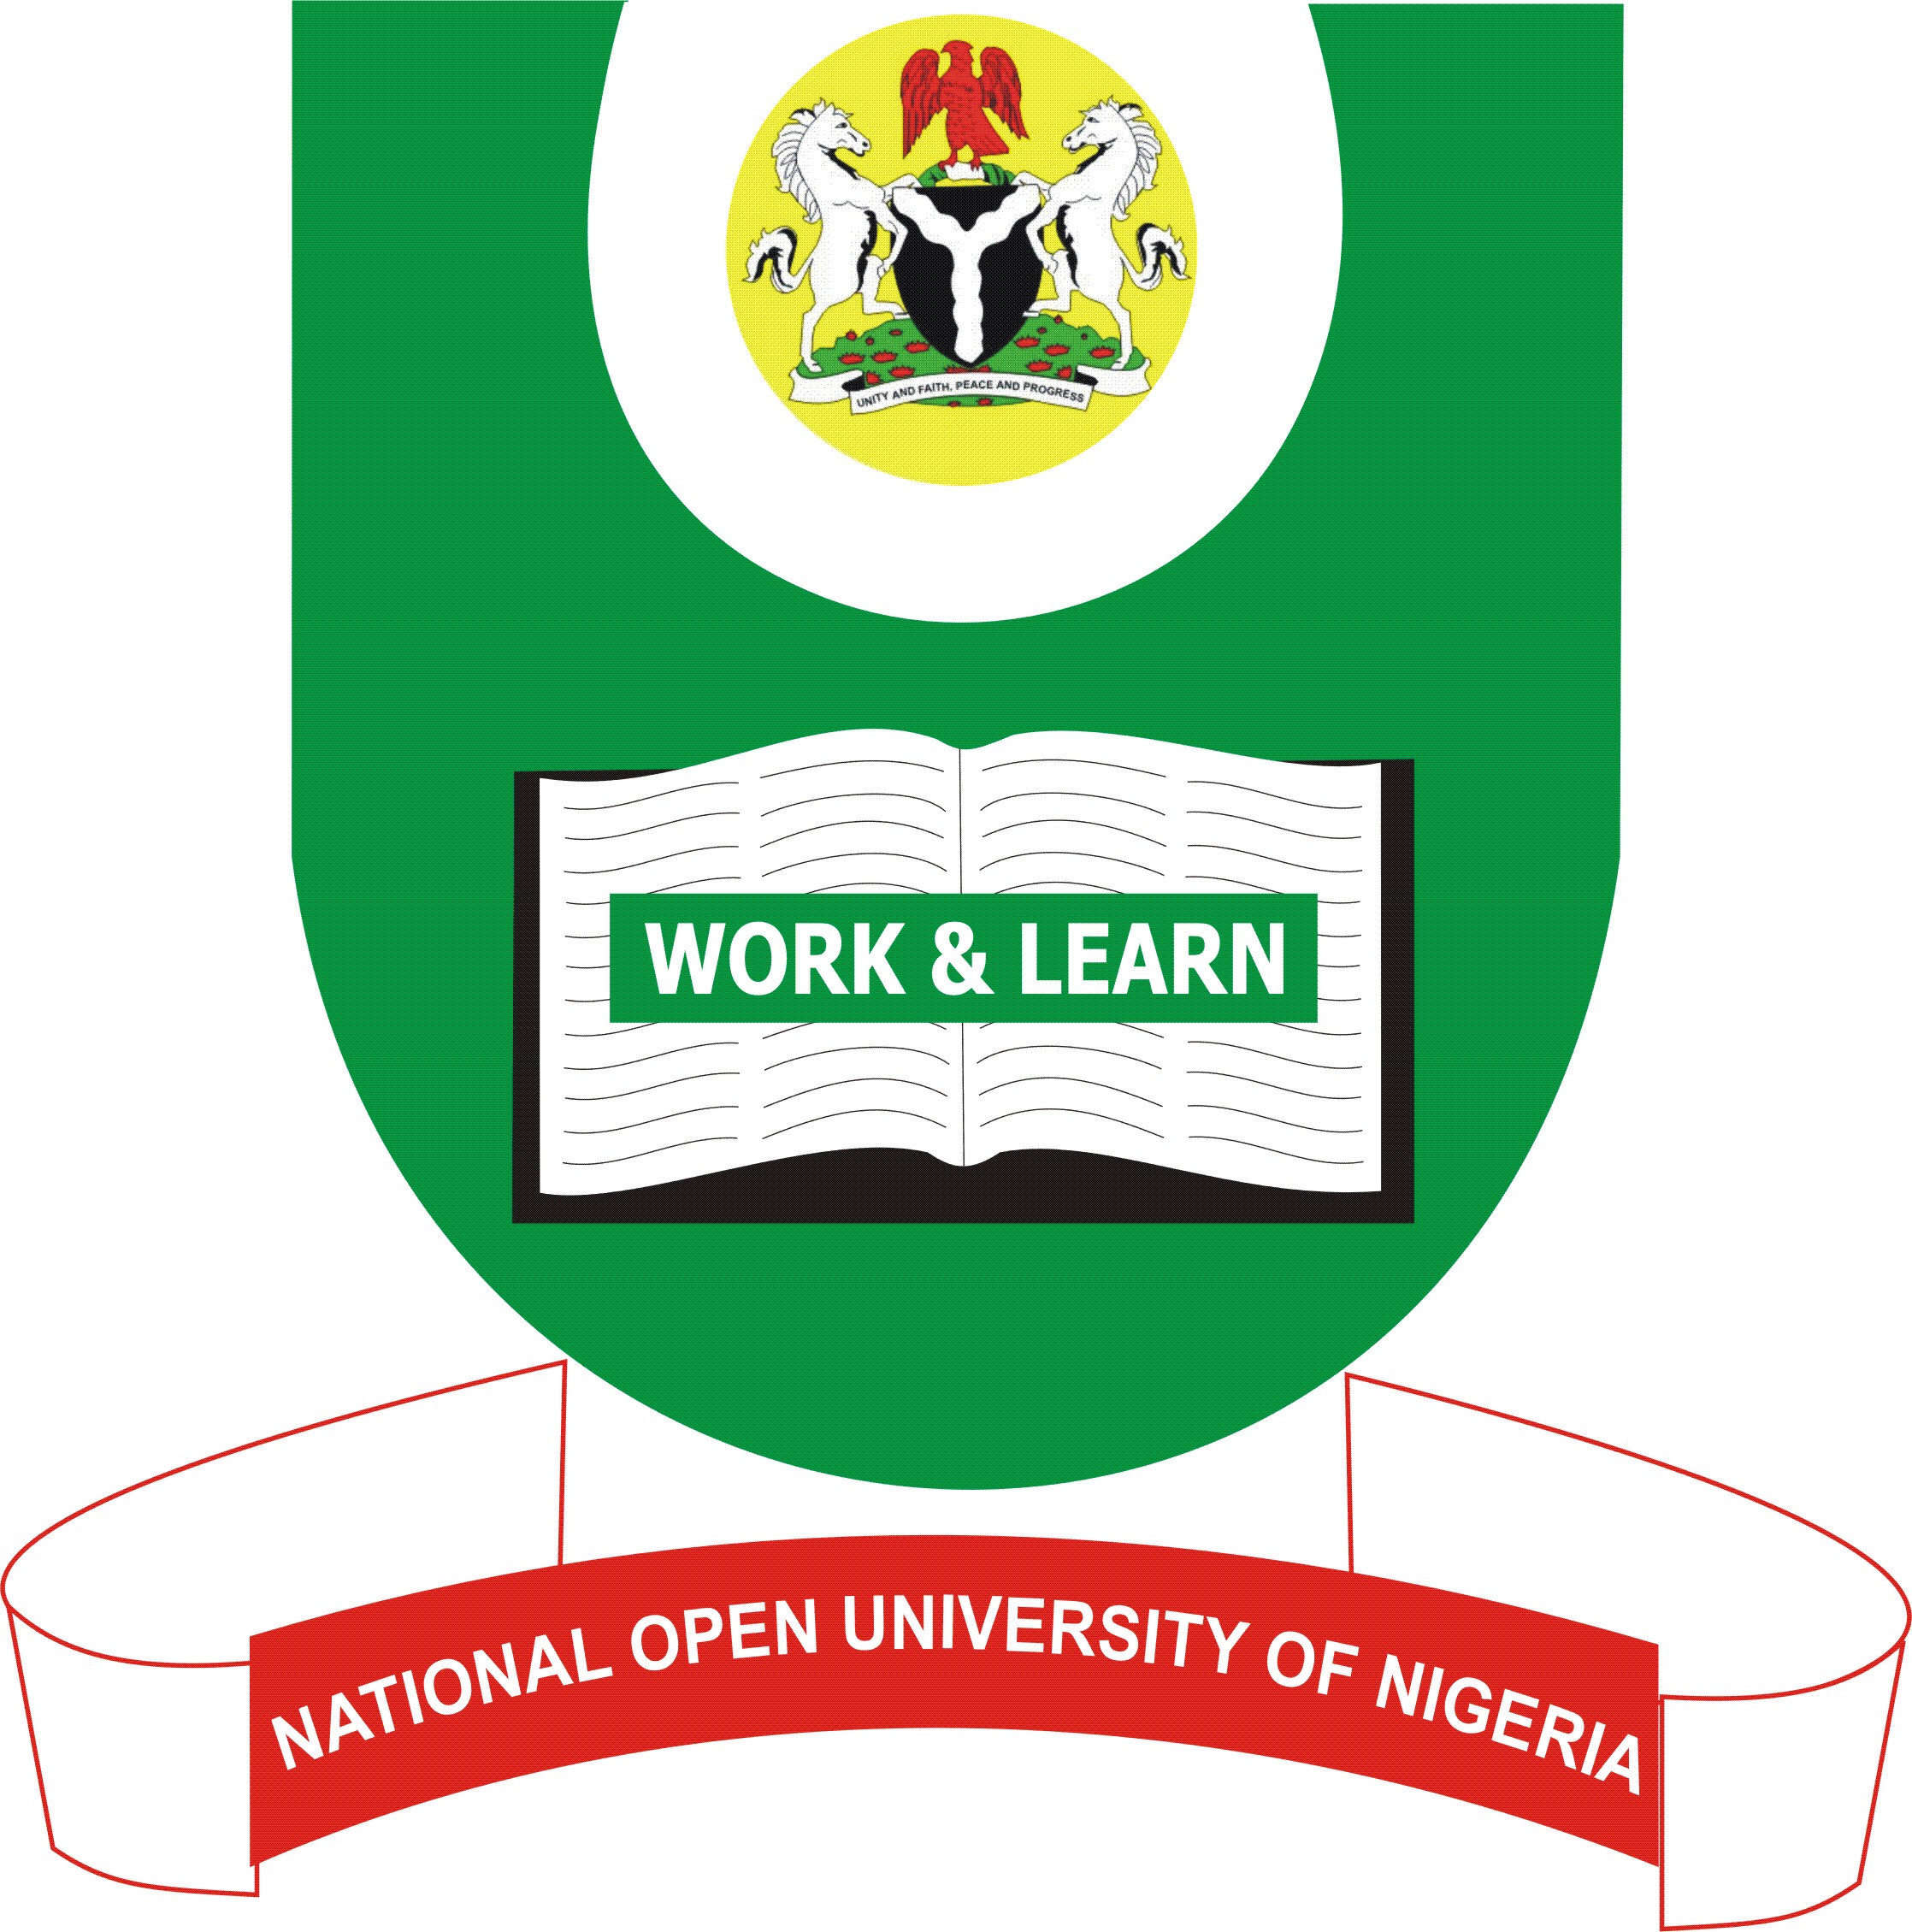 UNITY AND FAITH, PEACE AND PROGRESS
WORK & LEARN
NATIONAL OPEN UNIVERSITY OF NIGERIA